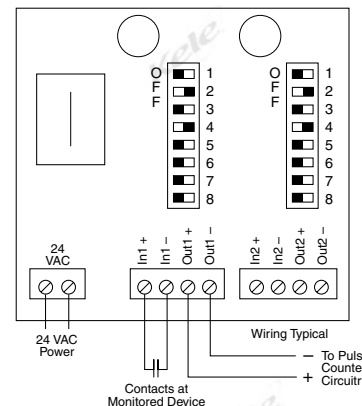 kele
O
F
F
1
2
3
4
5
6
7
8
O
F
F
1
2
3
4
5
6
7
8
24
VAC
In1 +
In1 –
Out1 +
Out1 –
In2 +
In2 –
Out2 +
Out2 –
24 VAC
Power
Wiring Typical
Contacts at
Monitored Device
– To Puls
Counte
+ Circuitr